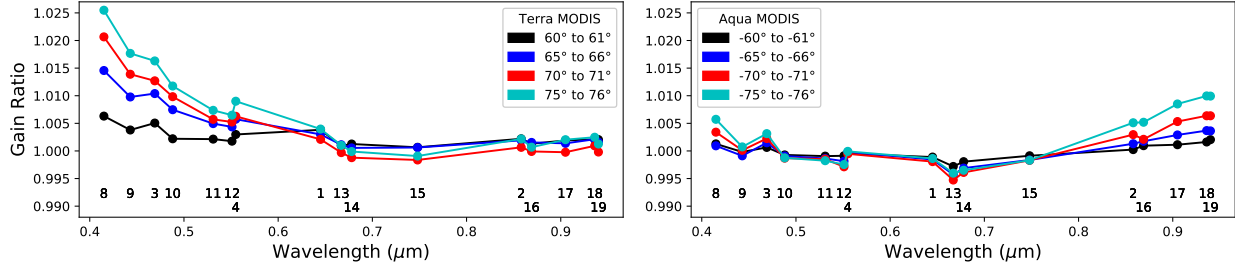 Gain Ratio
1.025
1.020
1.015
1.010
1.005
1.000
0.995
0.990
Terra MODIS
60° to 61°
65° to 66°
70° to 71°
75° to 76°
8 9 3 10 11 12 1 13 15 2 17 18
4 14 16 19
0.4 0.5 0.6 0.7 0.8 0.9
Wavelength (μm)
1.025
1.020
1.015
1.010
1.005
1.000
0.995
0.990
Aqua MODIS
-60° to -61°
-65° to -66°
-70° to -71°
-75° to -76°
8 9 3 10 11 12 1 13 15 2 17 18
4 14 16 19
0.4 0.5 0.6 0.7 0.8 0.9
Wavelength (μm)